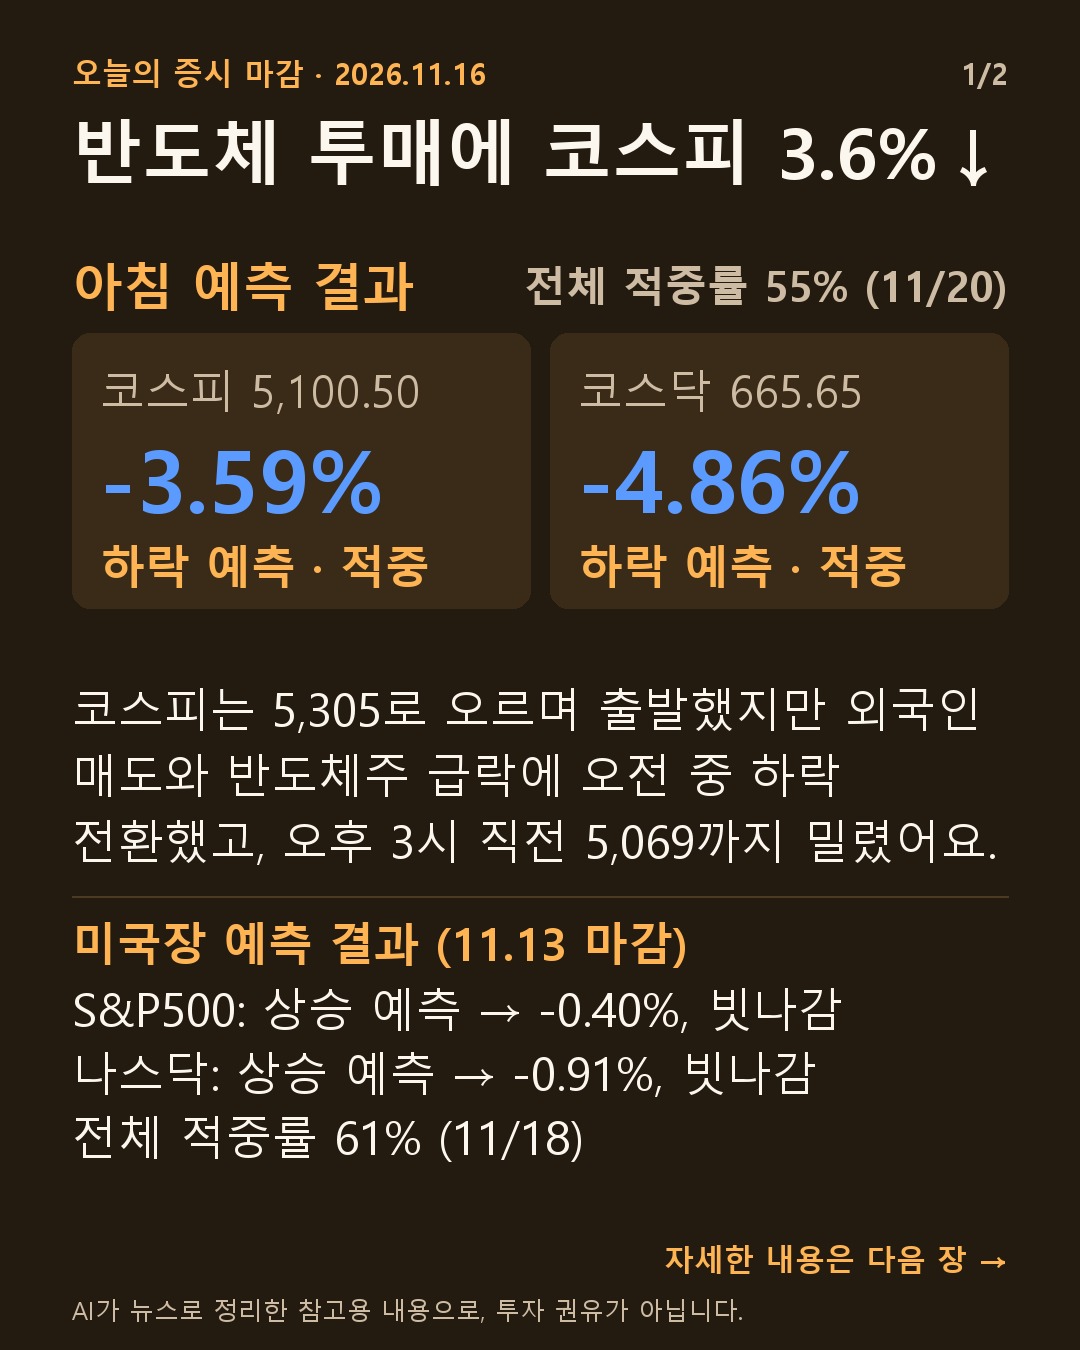 오늘의 증시 마감 · 2026.11.16
1/2
반도체 투매에 코스피 3.6%↓
아침 예측 결과
전체 적중률 55% (11/20)
코스피 5,100.50
-3.59%
하락 예측 · 적중
코스닥 665.65
-4.86%
하락 예측 · 적중
코스피는 5,305로 오르며 출발했지만 외국인
매도와 반도체주 급락에 오전 중 하락
전환했고, 오후 3시 직전 5,069까지 밀렸어요.
미국장 예측 결과 (11.13 마감)
S&P500: 상승 예측 → -0.40%, 빗나감
나스닥: 상승 예측 → -0.91%, 빗나감
전체 적중률 61% (11/18)
자세한 내용은 다음 장 →
AI가 뉴스로 정리한 참고용 내용으로, 투자 권유가 아닙니다.